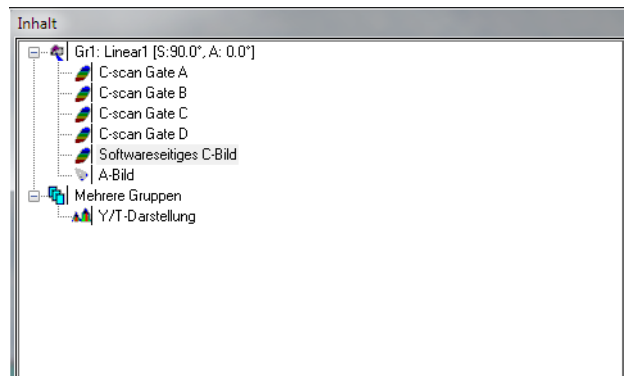 Inhalt
Gr1: Linear1 [S:90.0°, A: 0.0°]
C-scan Gate A
C-scan Gate B
C-scan Gate C
C-scan Gate D
Softwareseitiges C-Bild
A-Bild
Mehrere Gruppen
Y/T-Darstellung